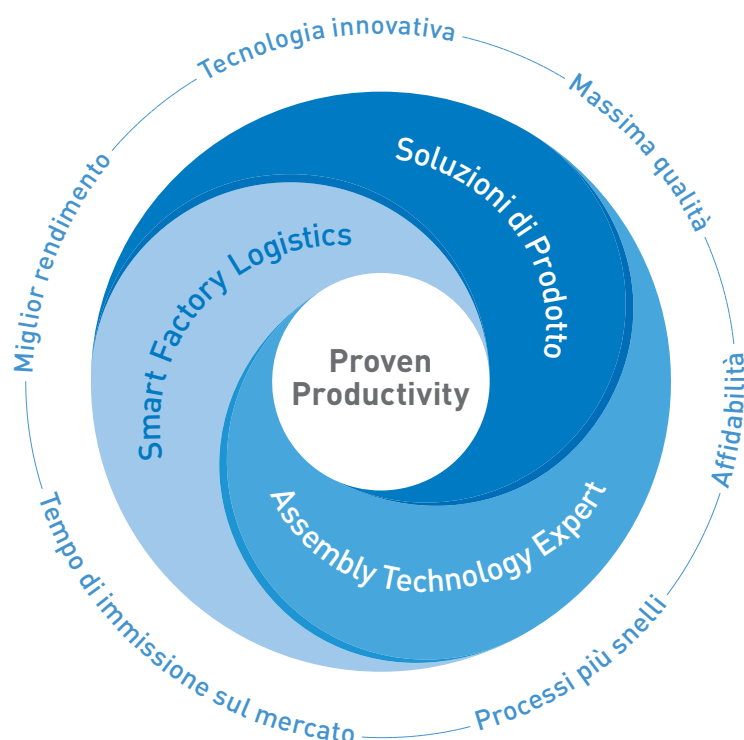 Tecnologia innovativa
Massima qualità
Affidabilità
Processi più snelli
Tempo di immissione sul mercato
Miglior rendimento
Soluzioni di Prodotto
Smart Factory Logistics
Assembly Technology Expert
Proven
Productivity